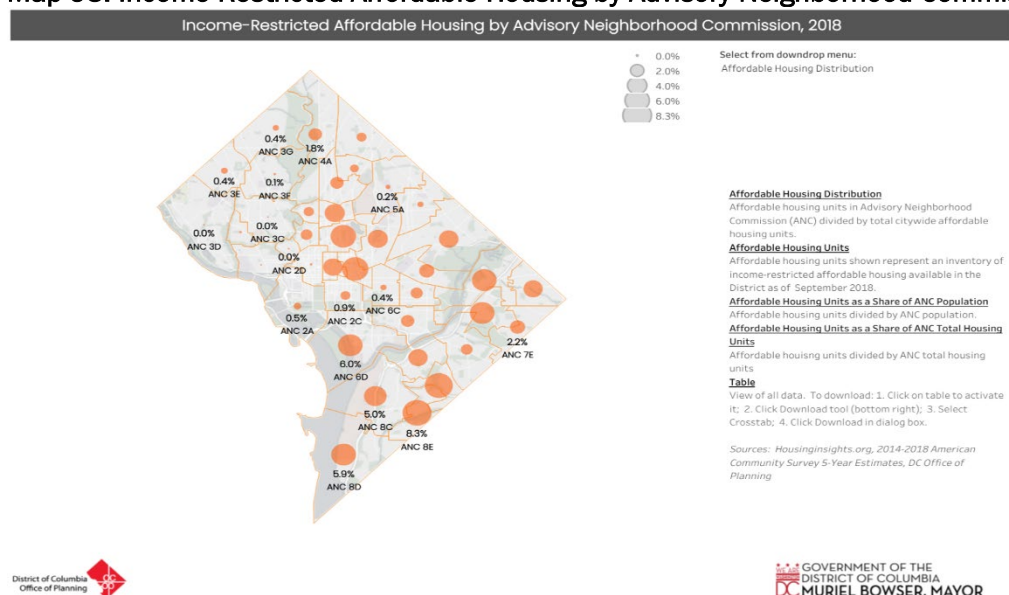 Income-Restricted Affordable Housing by Advisory Neighborhood Commission, 2018
0.0%
2.0%
4.0%
6.0%
8.3%
Select from downdrop menu:
Affordable Housing Distribution
0.4%
ANC 3G
1.8%
ANC 4A
0.4%
ANC 3E
0.1%
ANC 3F
0.2%
ANC 5A
0.0%
ANC 3D
0.0%
ANC 3C
0.0%
ANC 2D
0.5%
ANC 2A
0.9%
ANC 2C
0.4%
ANC 6C
2.2%
ANC 7E
6.0%
ANC 6D
5.0%
ANC 8C
8.3%
ANC 8E
5.9%
ANC 8D
Affordable Housing Distribution
Affordable housing units in Advisory Neighborhood
Commission (ANC) divided by total citywide affordable
housing units.
Affordable Housing Units
Affordable housing units shown represent an inventory of
income-restricted affordable housing available in the
District as of September 2018.
Affordable Housing Units as a Share of ANC Population
Affordable housing units divided by ANC population.
Affordable Housing Units as a Share of ANC Total Housing
Units
Affordable houisng units divided by ANC total housing
units
Table
View of all data. To download: 1. Click on table to activate
it; 2. Click Download tool (bottom right); 3. Select
Crosstab; 4. Click Download in dialog box.
Sources: Housinginsights.org, 2014-2018 American
Community Survey 5-Year Estimates, DC Office of
Planning
District of Columbia
Office of Planning
WE ARE
DC
GOVERNMENT OF THE
DISTRICT OF COLUMBIA
MURIEL BOWSER, MAYOR